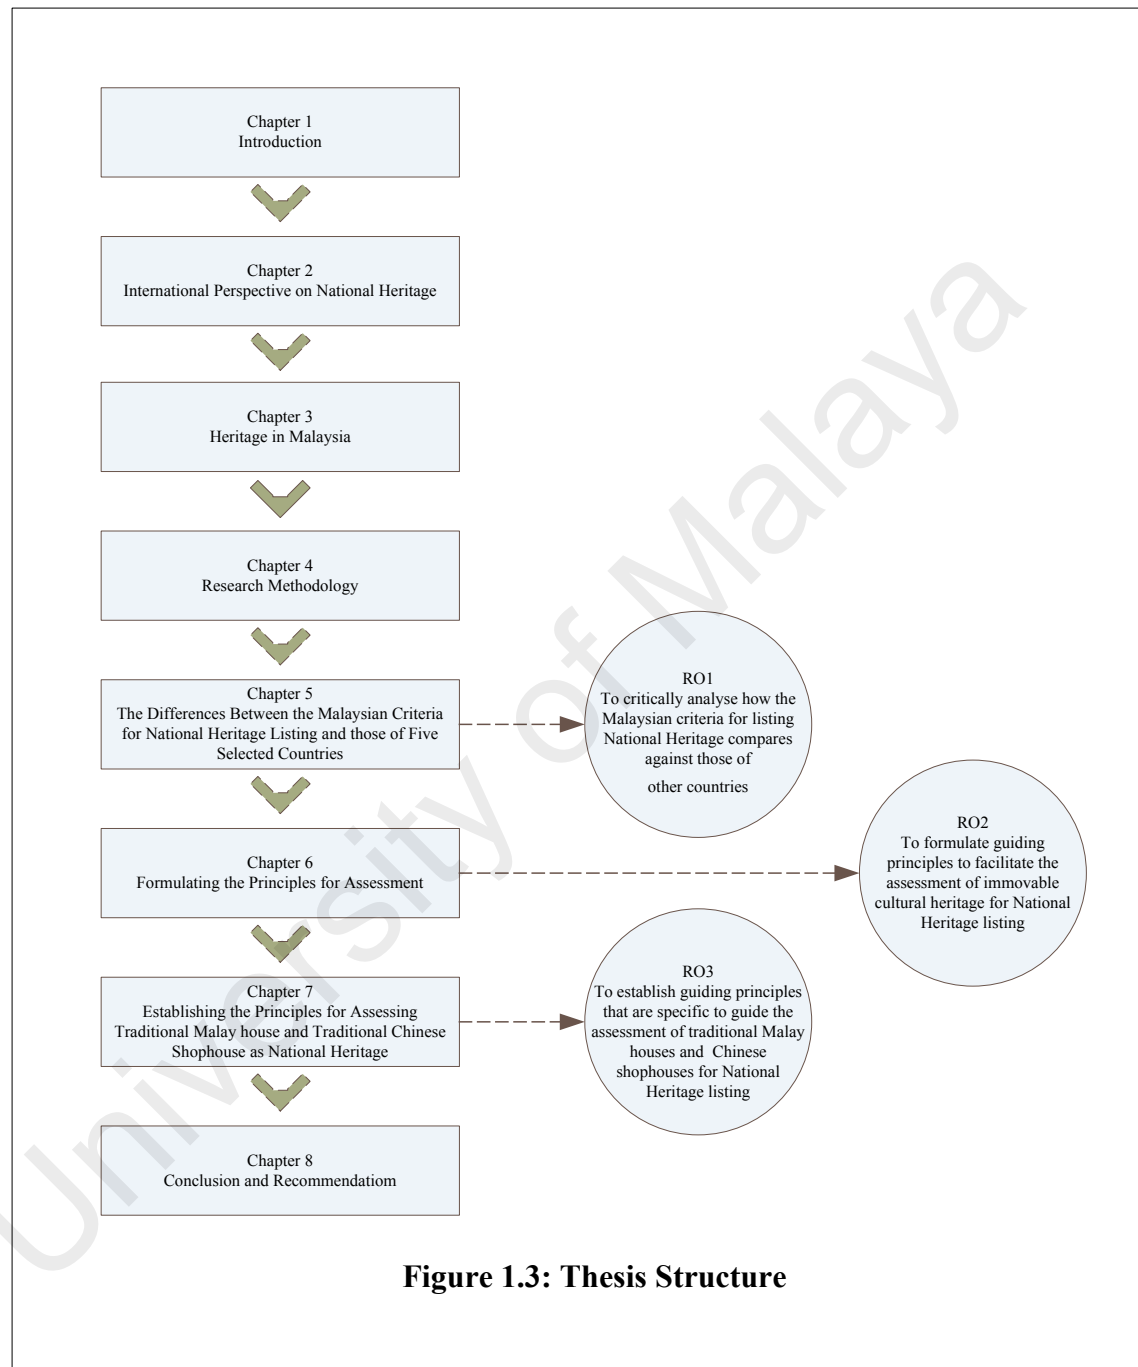 Chapter 1
Introduction
Chapter 2
International Perspective on National Heritage
Chapter 3
Heritage in Malaysia
Chapter 4
Research Methodology
Chapter 5
The Differences Between the Malaysian Criteria
for National Heritage Listing and those of Five
Selected Countries
RO1
To critically analyse how the
Malaysian criteria for listing
National Heritage compares
against those of
other countries
Chapter 6
Formulating the Principles for Assessment
RO2
To formulate guiding
principles to facilitate the
assessment of immovable
cultural heritage for National
Heritage listing
Chapter 7
Establishing the Principles for Assessing
Traditional Malay house and Traditional Chinese
Shophouse as National Heritage
RO3
To establish guiding principles
that are specific to guide the
assessment of traditional Malay
houses and Chinese
shophouses for National
Heritage listing
Chapter 8
Conclusion and Recommendatiom
Figure 1.3: Thesis Structure
University of Malaya